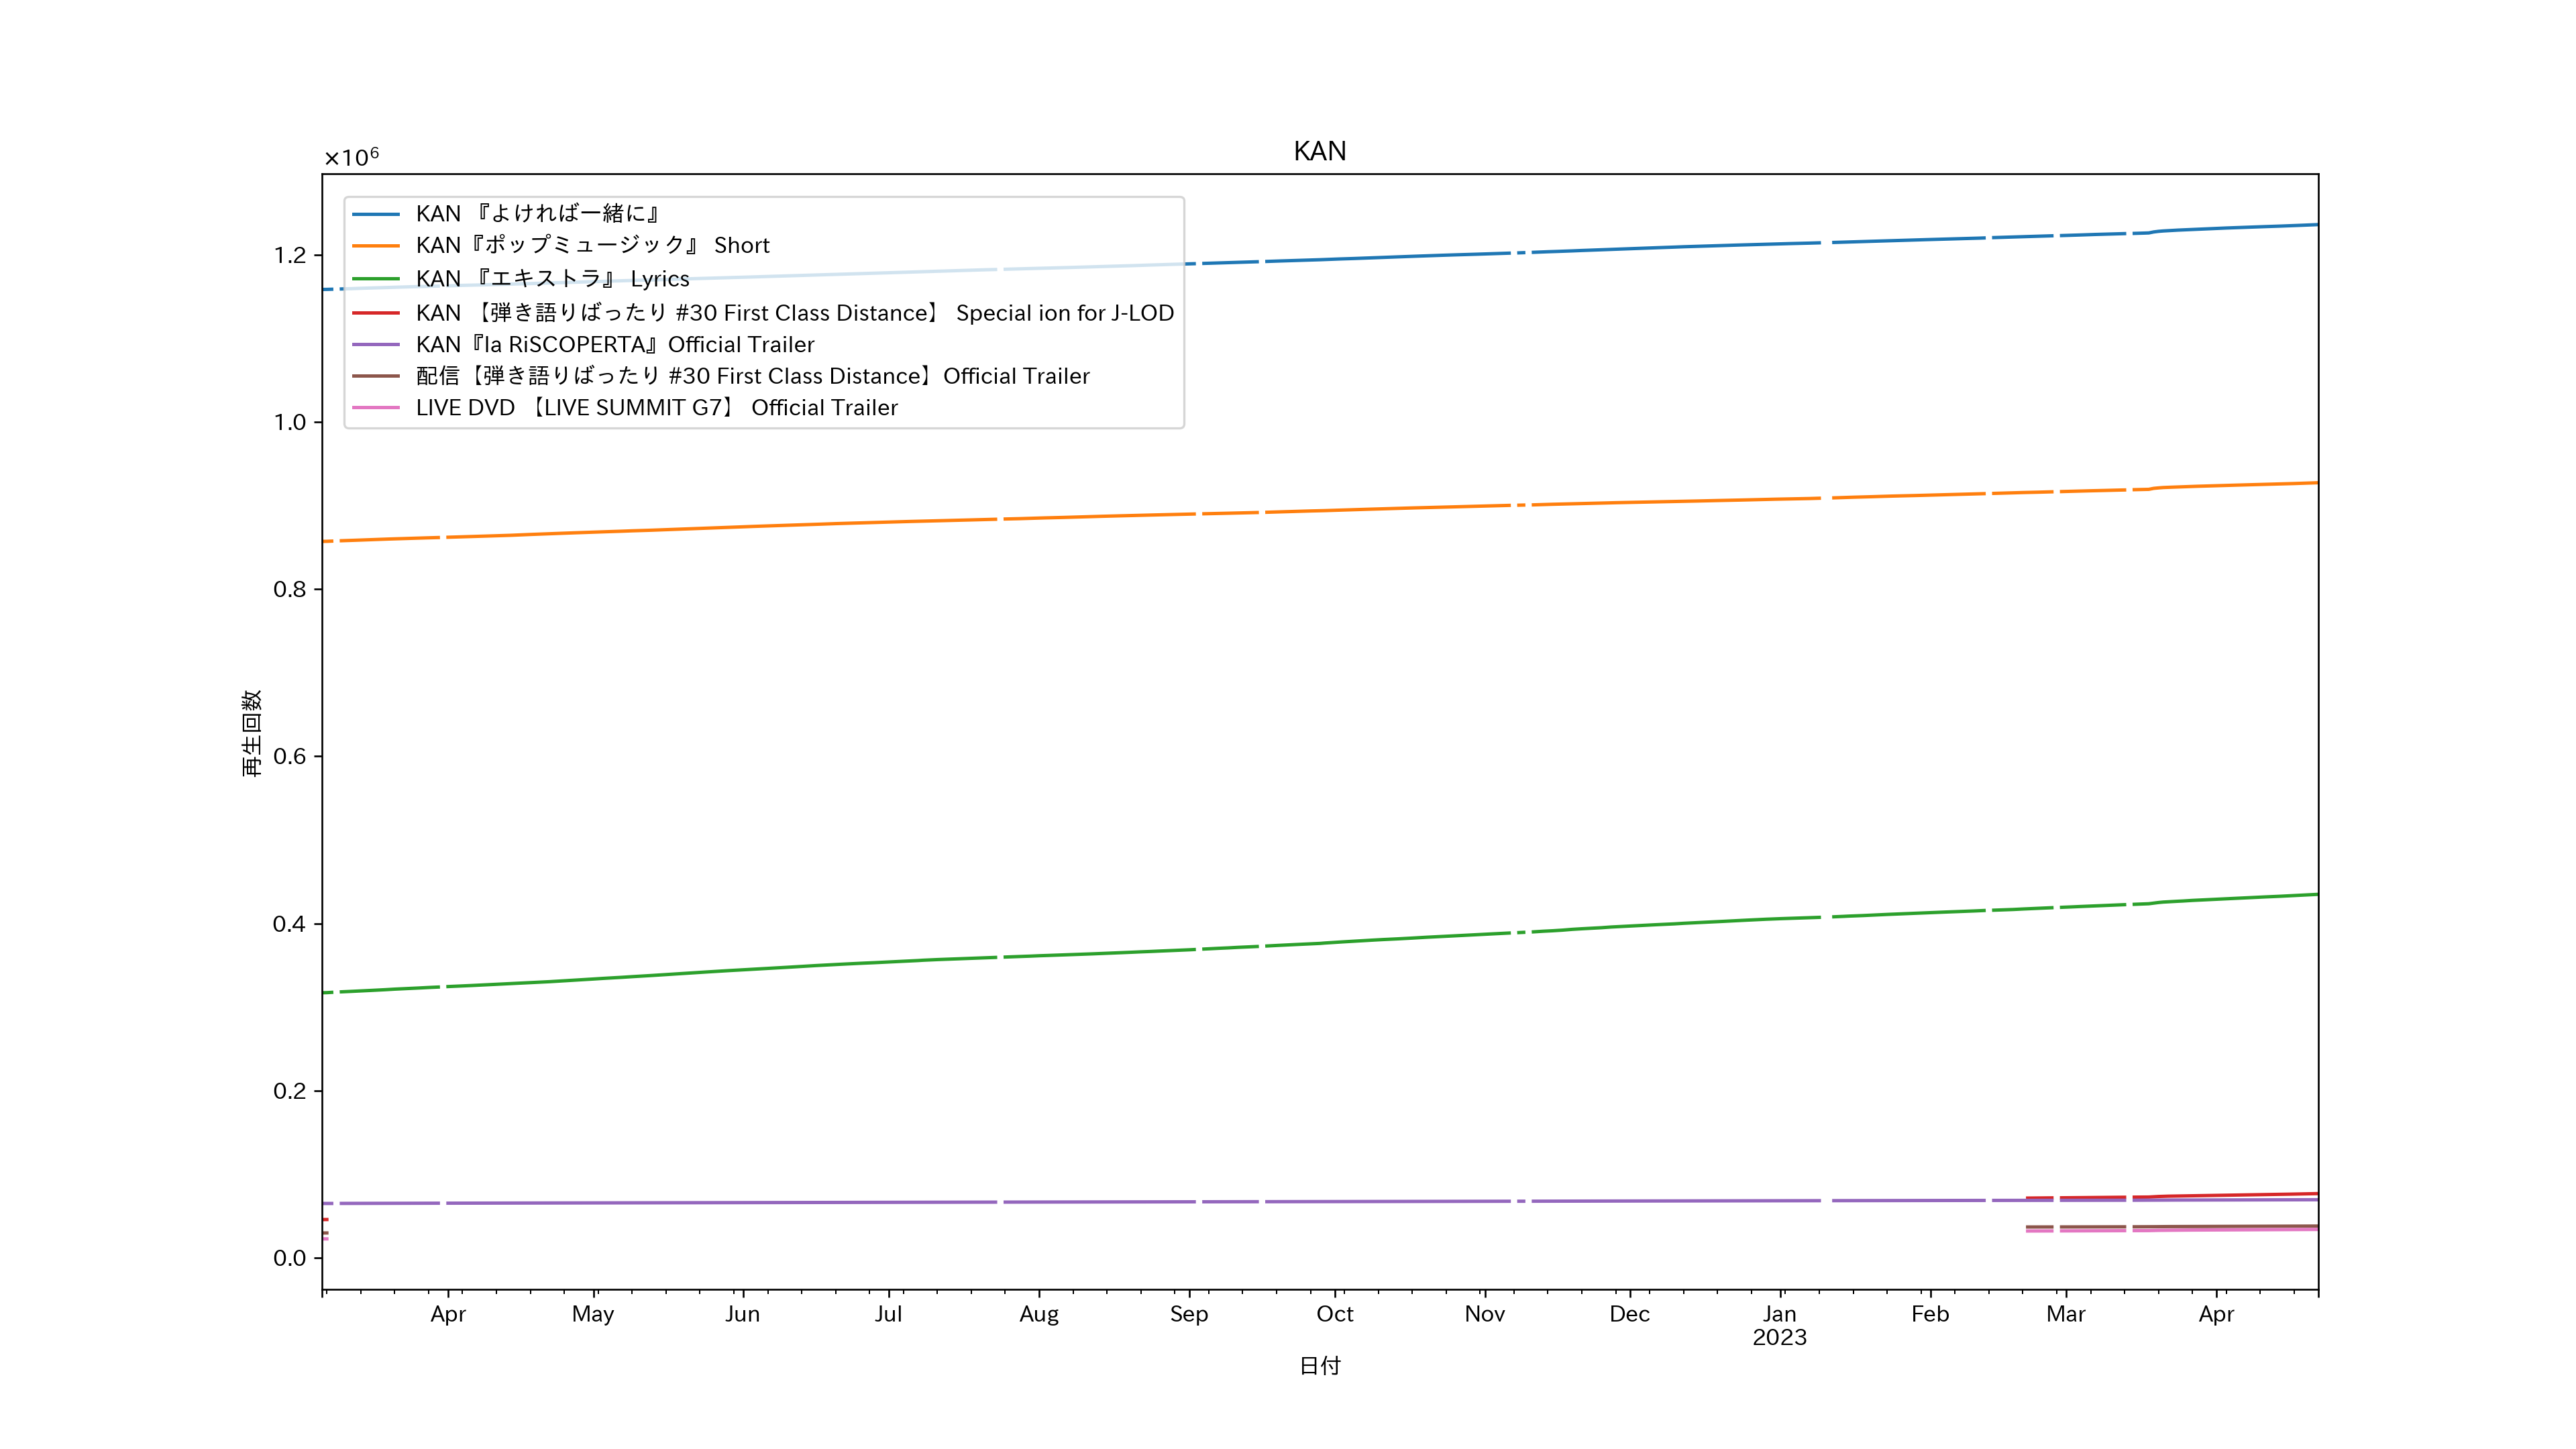 KAN
×10⁶
KAN 『よければ一緒に』
KAN『ポップミュージック』 Short
KAN 『エキストラ』 Lyrics
KAN 【弾き語りばったり #30 First Class Distance】 Special ion for J-LOD
KAN『la RiSCOPERTA』Official Trailer
配信【弾き語りばったり #30 First Class Distance】Official Trailer
LIVE DVD 【LIVE SUMMIT G7】 Official Trailer
1.2
1.0
0.8
0.6
0.4
0.2
0.0
再生回数
Apr May Jun Jul Aug Sep Oct Nov Dec Jan Feb Mar Apr
2023
日付